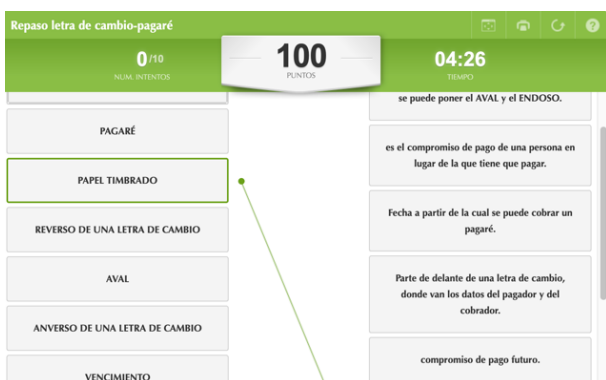 Repaso letra de cambio-pagaré
0/10
NUM. INTENTOS
100
PUNTOS
04:26
TIEMPO
PAGARÉ
PAPEL TIMBRADO
REVERSO DE UNA LETRA DE CAMBIO
AVAL
ANVERSO DE UNA LETRA DE CAMBIO
VENCIMIENTO
se puede poner el AVAL y el ENDOSO.
es el compromiso de pago de una persona en
lugar de la que tiene que pagar.
Fecha a partir de la cual se puede cobrar un
pagaré.
Parte de delante de una letra de cambio,
donde van los datos del pagador y del
cobrador.
compromiso de pago futuro.